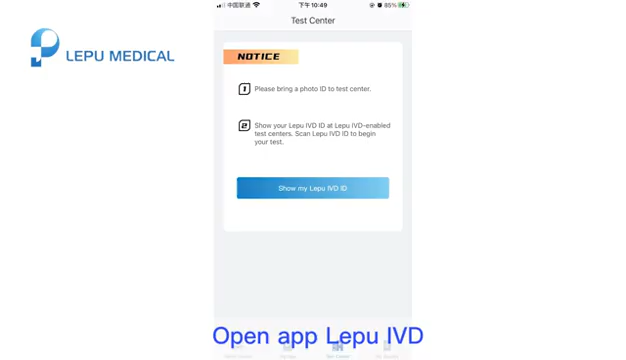 中国联通
下午10:49
85%
LEPU MEDICAL
Test Center
NOTICE
1 Please bring a photo ID to test center.
2 Show your Lepu IVD ID at Lepu IVD-enabled
test centers. Scan Lepu IVD ID to begin
your test.
Show my Lepu IVD ID
Open app Lepu IVD
Test Center